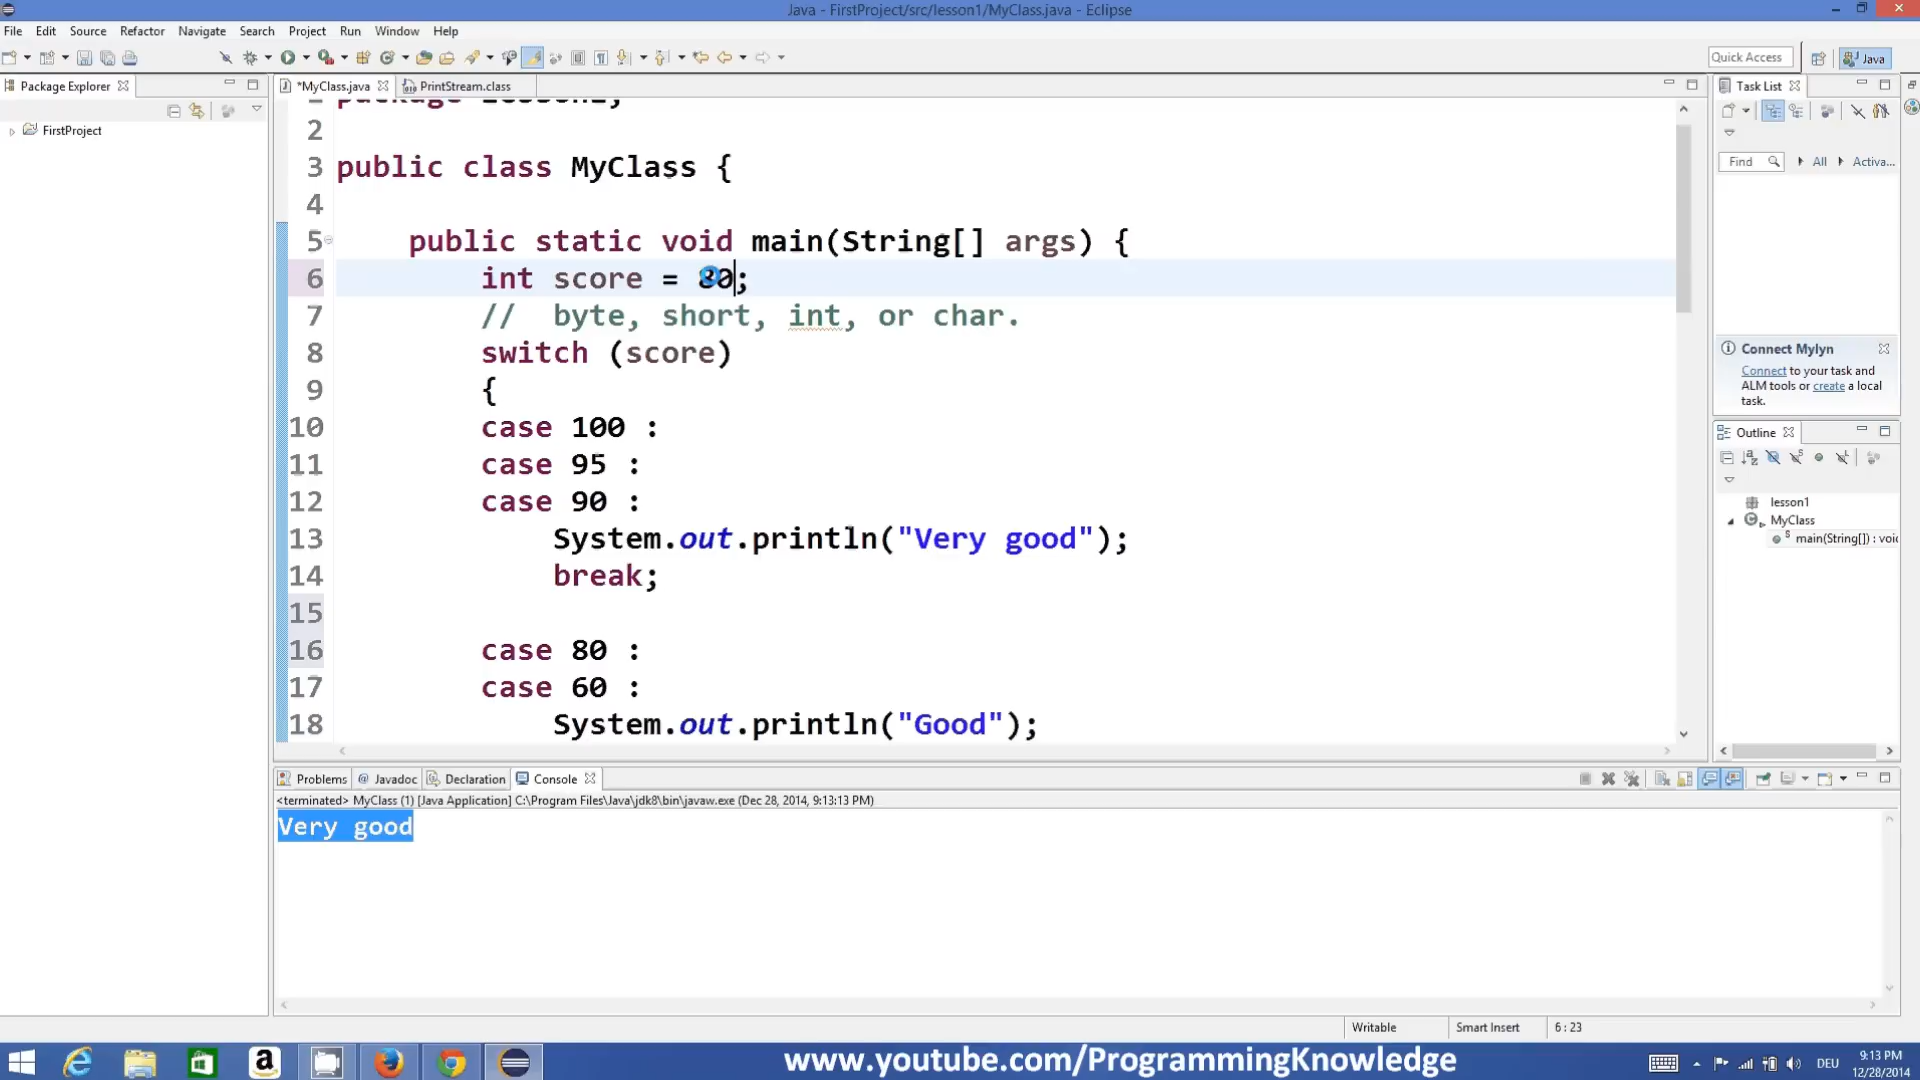 Java - FirstProject/src/lesson1/MyClass.java - Eclipse
File Edit Source Refactor Navigate Search Project Run Window Help
Quick Access
Java
Package Explorer
*MyClass.java
PrintStream.class
Task List
FirstProject
Find
All
Activa...
2
3 public class MyClass {
4
5 public static void main(String[] args) {
6 int score = 80;
7 // byte, short, int, or char.
8 switch (score)
9 {
10 case 100 :
11 case 95 :
12 case 90 :
13 System.out.println("Very good");
14 break;
15
16 case 80 :
17 case 60 :
18 System.out.println("Good");
Connect Mylyn
Connect to your task and
ALM tools or create a local
task.
Outline
lesson1
MyClass
main(String[]) : voi
Problems @ Javadoc Declaration Console
<terminated> MyClass (1) [Java Application] C:\Program Files\Java\jdk8\bin\javaw.exe (Dec 28, 2014, 9:13:13 PM)
Very good
Writable Smart Insert 6 : 23
www.youtube.com/ProgrammingKnowledge
DEU
9:13 PM
12/28/2014